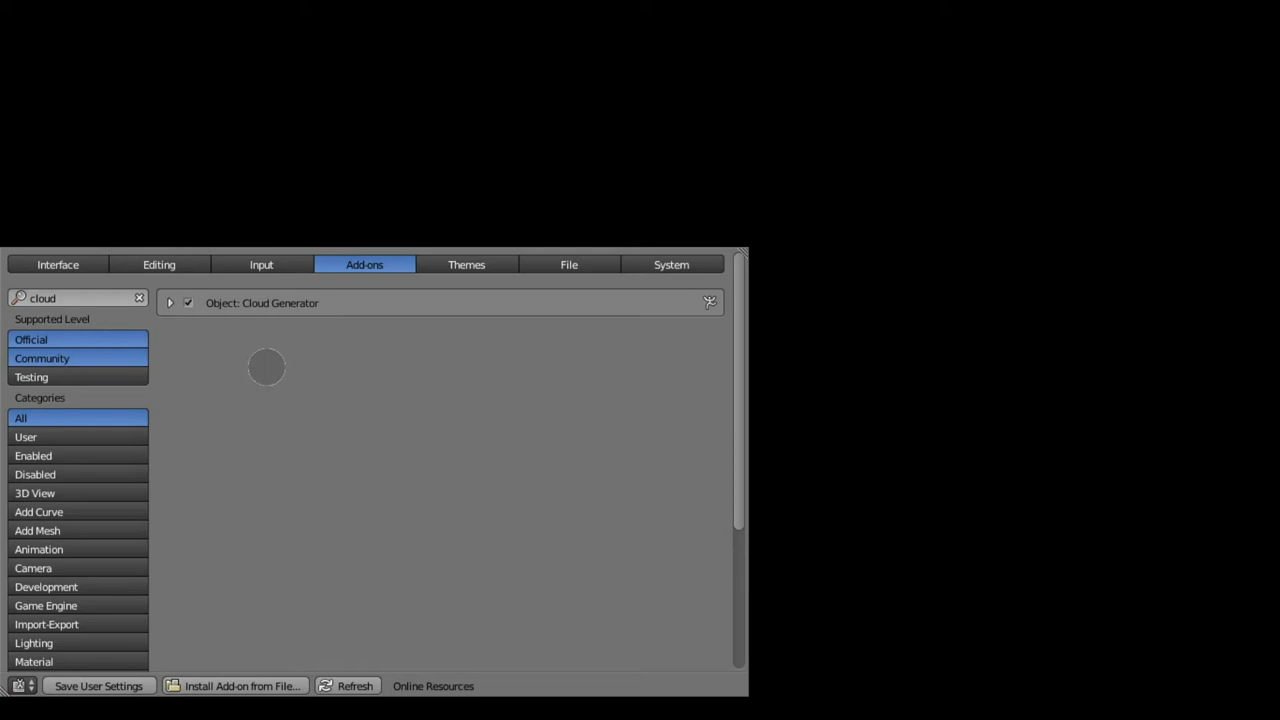 Interface Editing Input Add-ons Themes File System
cloud
Object: Cloud Generator
Supported Level
Official
Community
Testing
Categories
All
User
Enabled
Disabled
3D View
Add Curve
Add Mesh
Animation
Camera
Development
Game Engine
Import-Export
Lighting
Material
Save User Settings Install Add-on from File... Refresh Online Resources